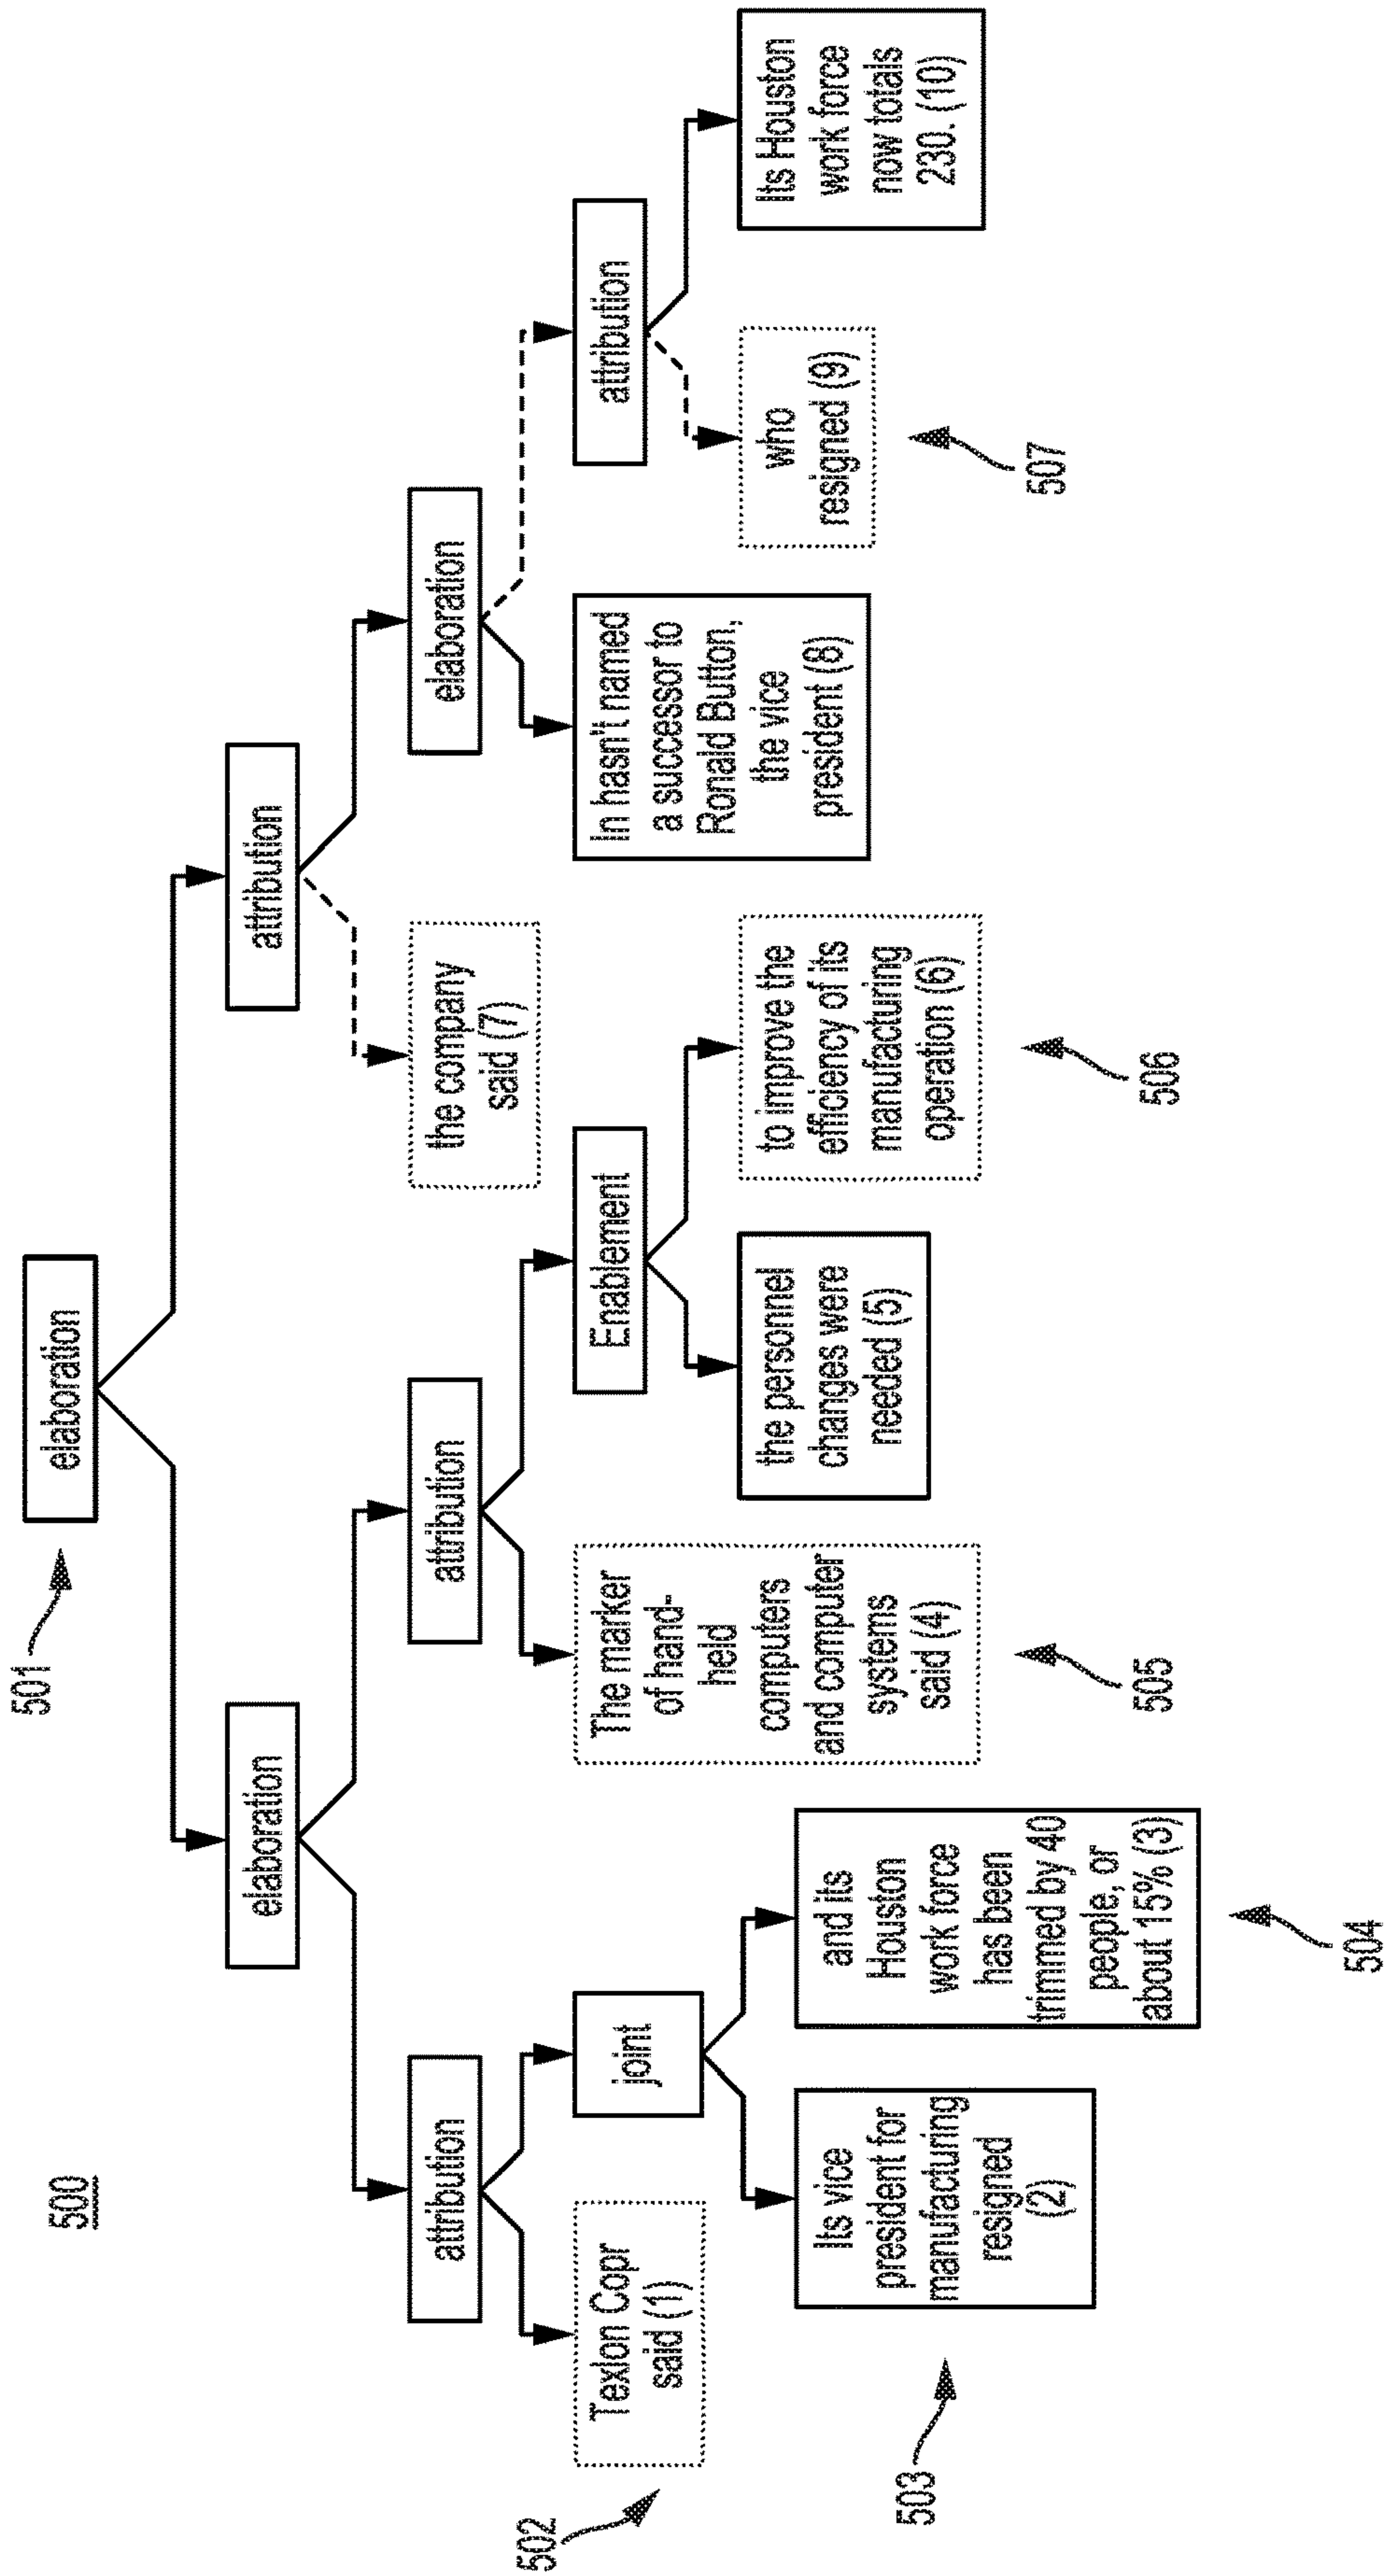 500
501
elaboration
elaboration
attribution
attribution
attribution
elaboration
502
Texlon Copr
said (1)
joint
505
The marker
of hand-
held
computers
and computer
systems
said (4)
Enablement
the company
said (7)
In hasn't named
a successor to
Ronald Button,
the vice
president (8)
attribution
503
Its vice
president for
manufacturing
resigned
(2)
504
and its
Houston
work force
has been
trimmed by 40
people, or
about 15% (3)
the personnel
changes were
needed (5)
506
to improve the
efficiency of its
manufacturing
operation (6)
507
who
resigned (9)
Its Houston
work force
now totals
230. (10)